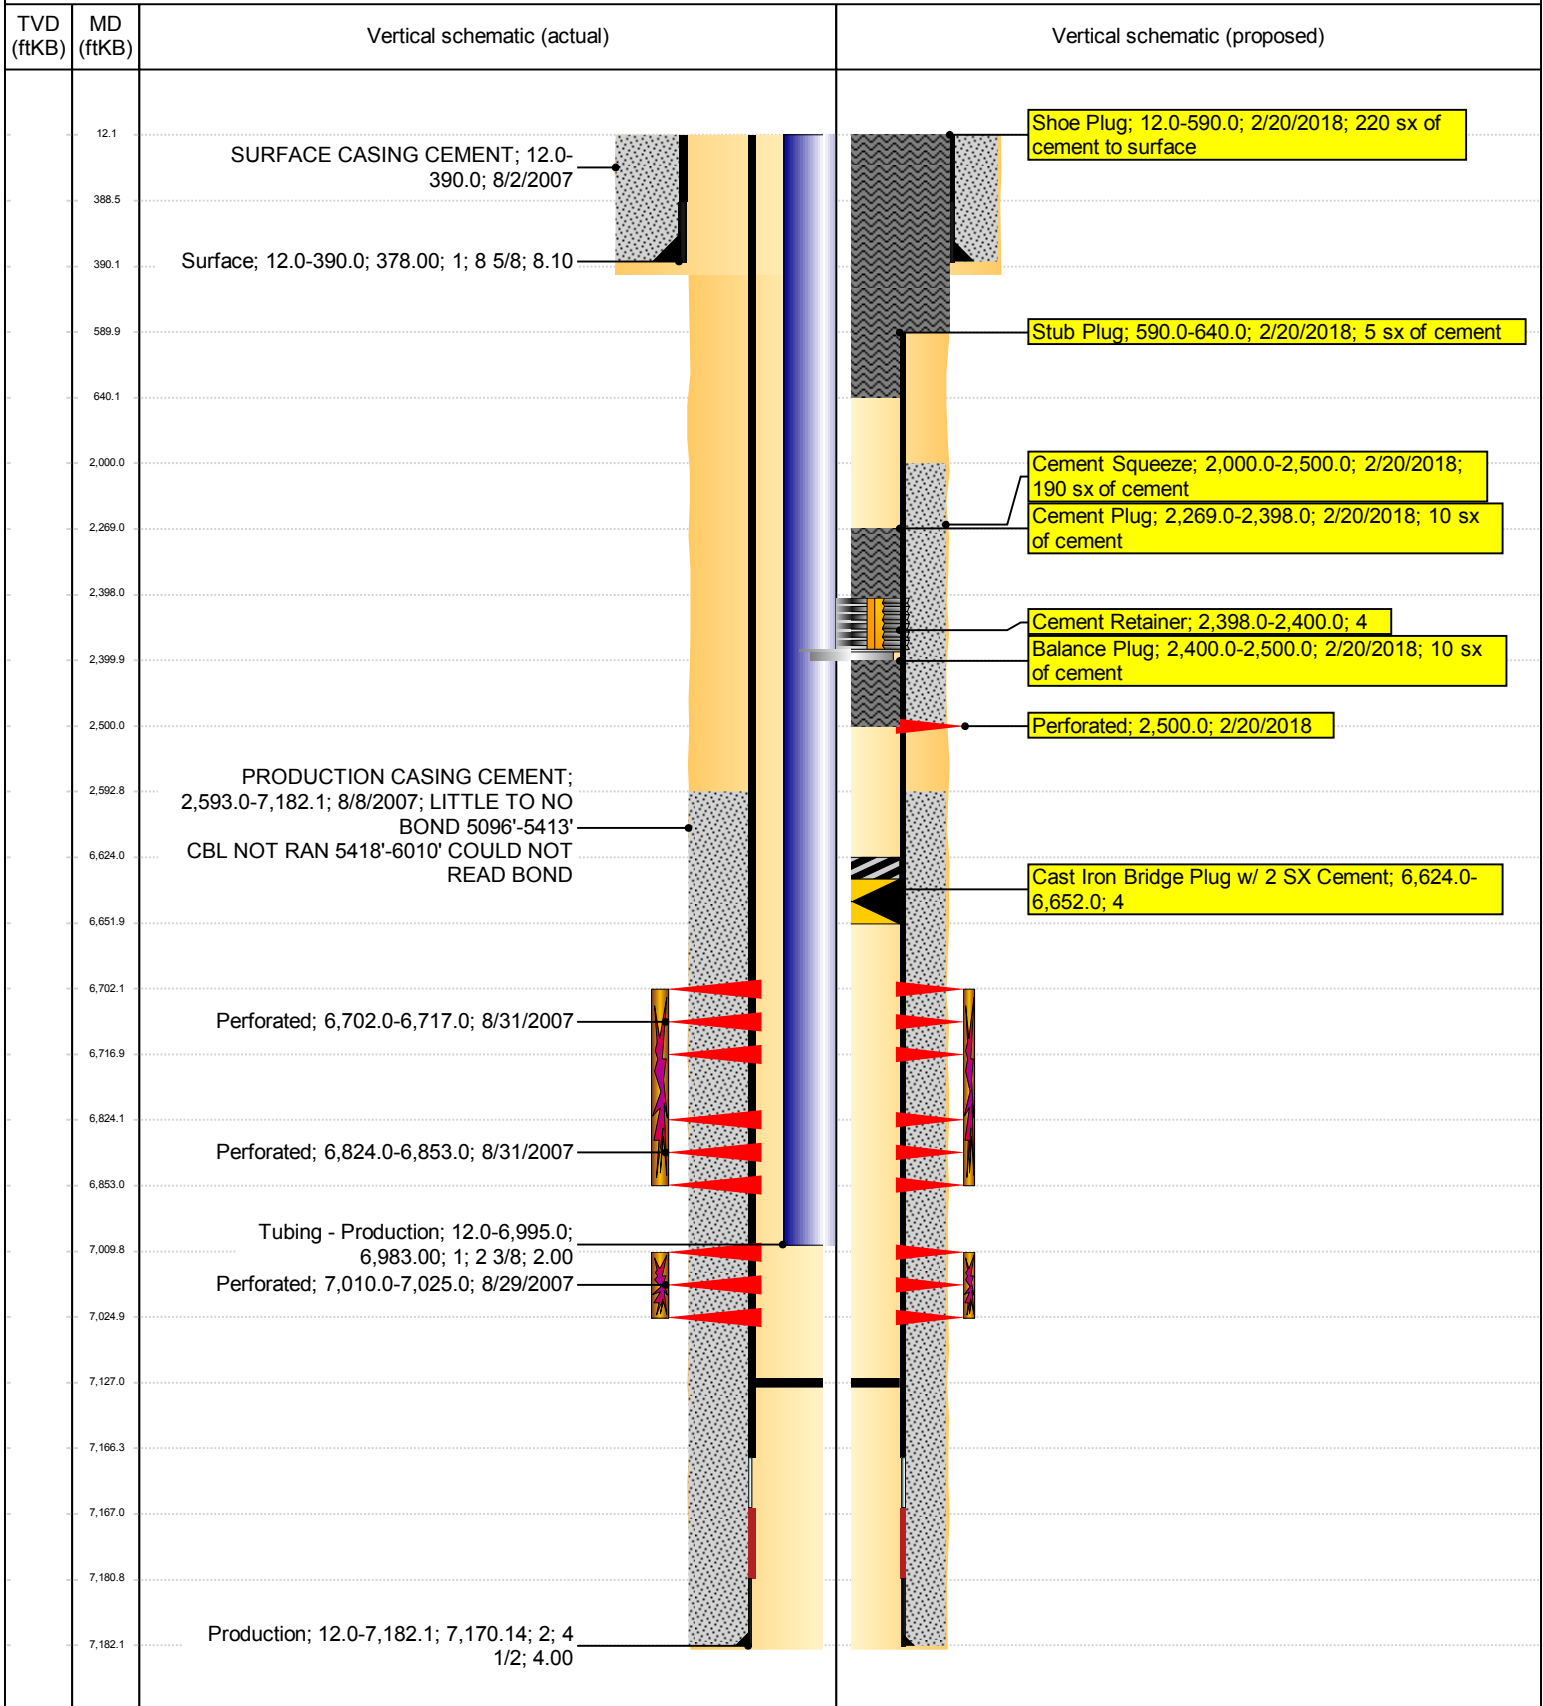 TVD
(ftKB)
MD
(ftKB)
Vertical schematic (actual)
Vertical schematic (proposed)
12.1
388.5
390.1
589.9
640.1
2,000.0
2,269.0
2,398.0
2,399.9
2,500.0
2,592.8
6,624.0
6,651.9
6,702.1
6,716.9
6,824.1
6,853.0
7,009.8
7,024.9
7,127.0
7,166.3
7,167.0
7,180.8
7,182.1
SURFACE CASING CEMENT; 12.0-
390.0; 8/2/2007
Surface; 12.0-390.0; 378.00; 1; 8 5/8; 8.10
PRODUCTION CASING CEMENT;
2,593.0-7,182.1; 8/8/2007; LITTLE TO NO
BOND 5096'-5413'
CBL NOT RAN 5418'-6010' COULD NOT
READ BOND
Perforated; 6,702.0-6,717.0; 8/31/2007
Perforated; 6,824.0-6,853.0; 8/31/2007
Tubing - Production; 12.0-6,995.0;
6,983.00; 1; 2 3/8; 2.00
Perforated; 7,010.0-7,025.0; 8/29/2007
Production; 12.0-7,182.1; 7,170.14; 2; 4
1/2; 4.00
Shoe Plug; 12.0-590.0; 2/20/2018; 220 sx of
cement to surface
Stub Plug; 590.0-640.0; 2/20/2018; 5 sx of cement
Cement Squeeze; 2,000.0-2,500.0; 2/20/2018;
190 sx of cement
Cement Plug; 2,269.0-2,398.0; 2/20/2018; 10 sx
of cement
Cement Retainer; 2,398.0-2,400.0; 4
Balance Plug; 2,400.0-2,500.0; 2/20/2018; 10 sx
of cement
Perforated; 2,500.0; 2/20/2018
Cast Iron Bridge Plug w/ 2 SX Cement; 6,624.0-
6,652.0; 4